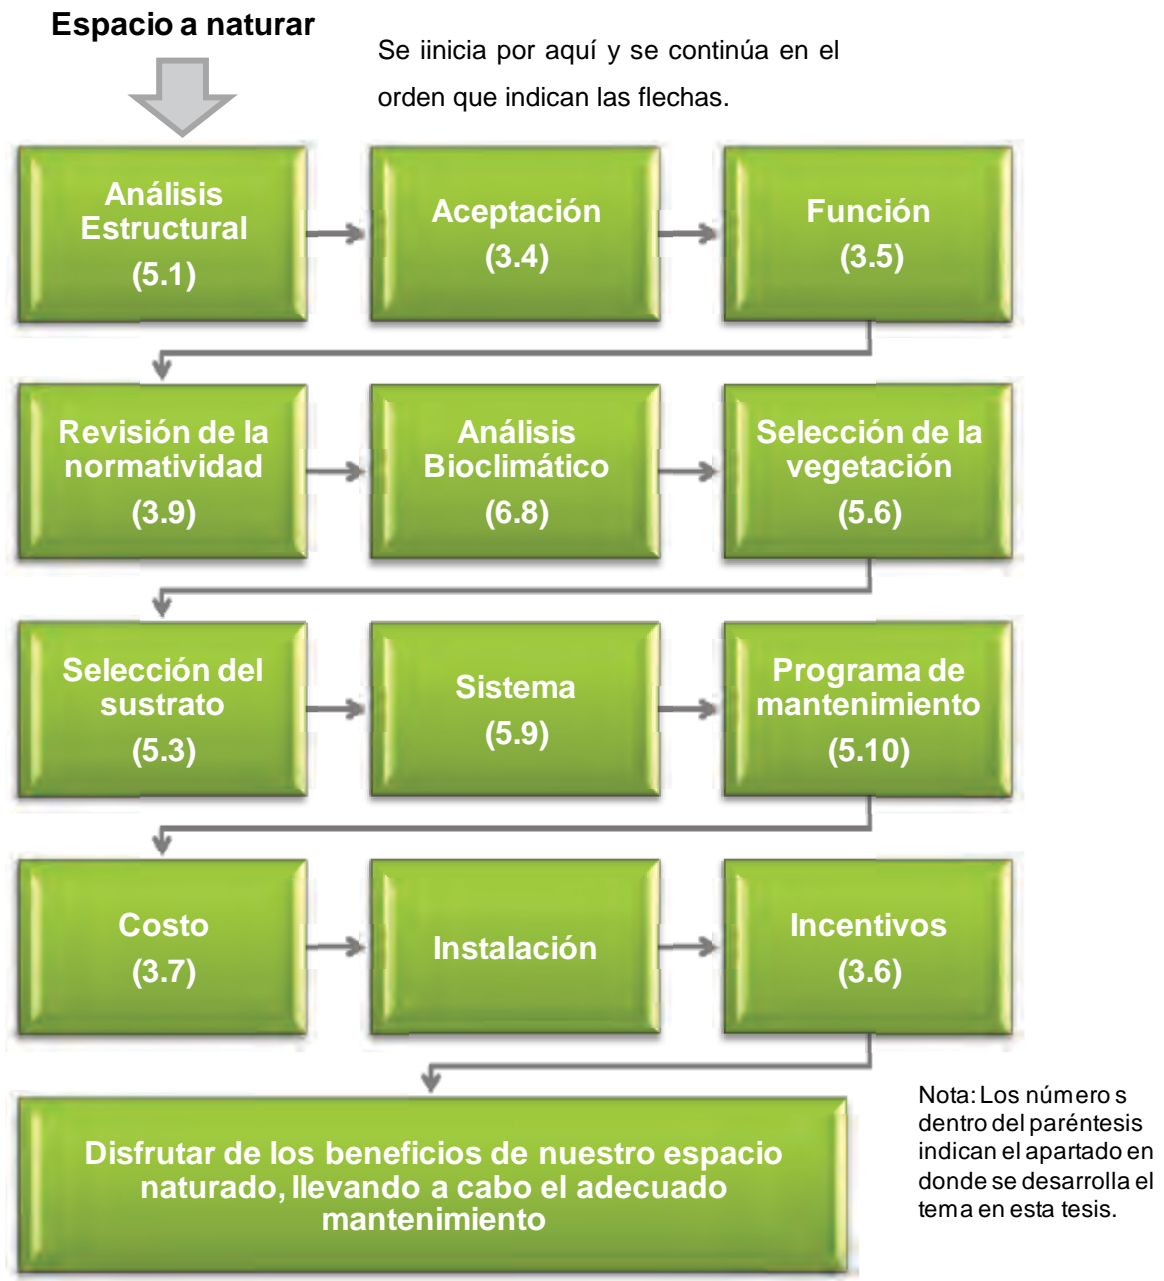 Espacio a naturar
Se iinicia por aquí y se continúa en el
orden que indican las flechas.
Análisis
Estructural
(5.1)
Aceptación
(3.4)
Función
(3.5)
Revisión de la
normatividad
(3.9)
Análisis
Bioclimático
(6.8)
Selección de la
vegetación
(5.6)
Selección del
sustrato
(5.3)
Sistema
(5.9)
Programa de
mantenimiento
(5.10)
Costo
(3.7)
Instalación
Incentivos
(3.6)
Disfrutar de los beneficios de nuestro espacio
naturado, llevando a cabo el adecuado
mantenimiento
Nota: Los número s
dentro del paréntesis
indican el apartado en
donde se desarrolla el
tema en esta tesis.